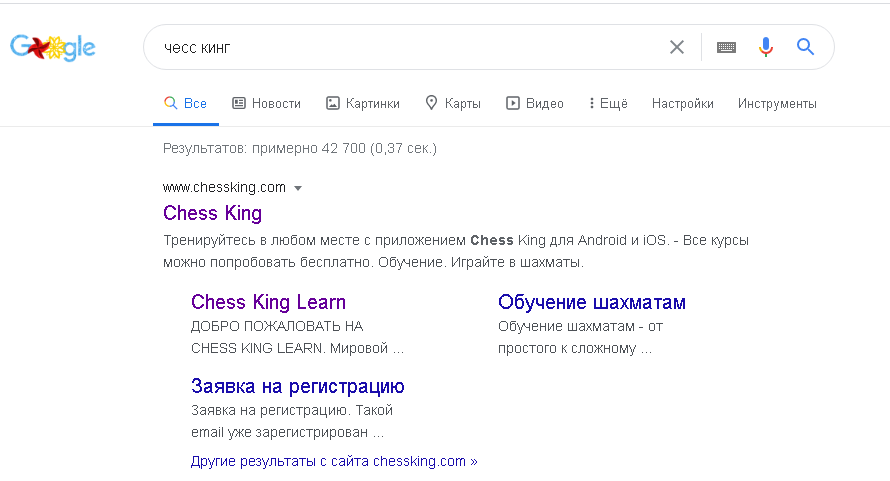 Google
чесс кинг
Все Новости Картинки Карты Видео Ещё Настройки Инструменты
Результатов: примерно 42 700 (0,37 сек.)
www.chessking.com
Chess King
Тренируйтесь в любом месте с приложением Chess King для Android и iOS. - Все курсы
можно попробовать бесплатно. Обучение. Играйте в шахматы.
Chess King Learn
ДОБРО ПОЖАЛОВАТЬ НА
CHESS KING LEARN. Мировой ...
Обучение шахматам
Обучение шахматам - от
простого к сложному ...
Заявка на регистрацию
Заявка на регистрацию. Такой
email уже зарегистрирован ...
Другие результаты с сайта chessking.com »